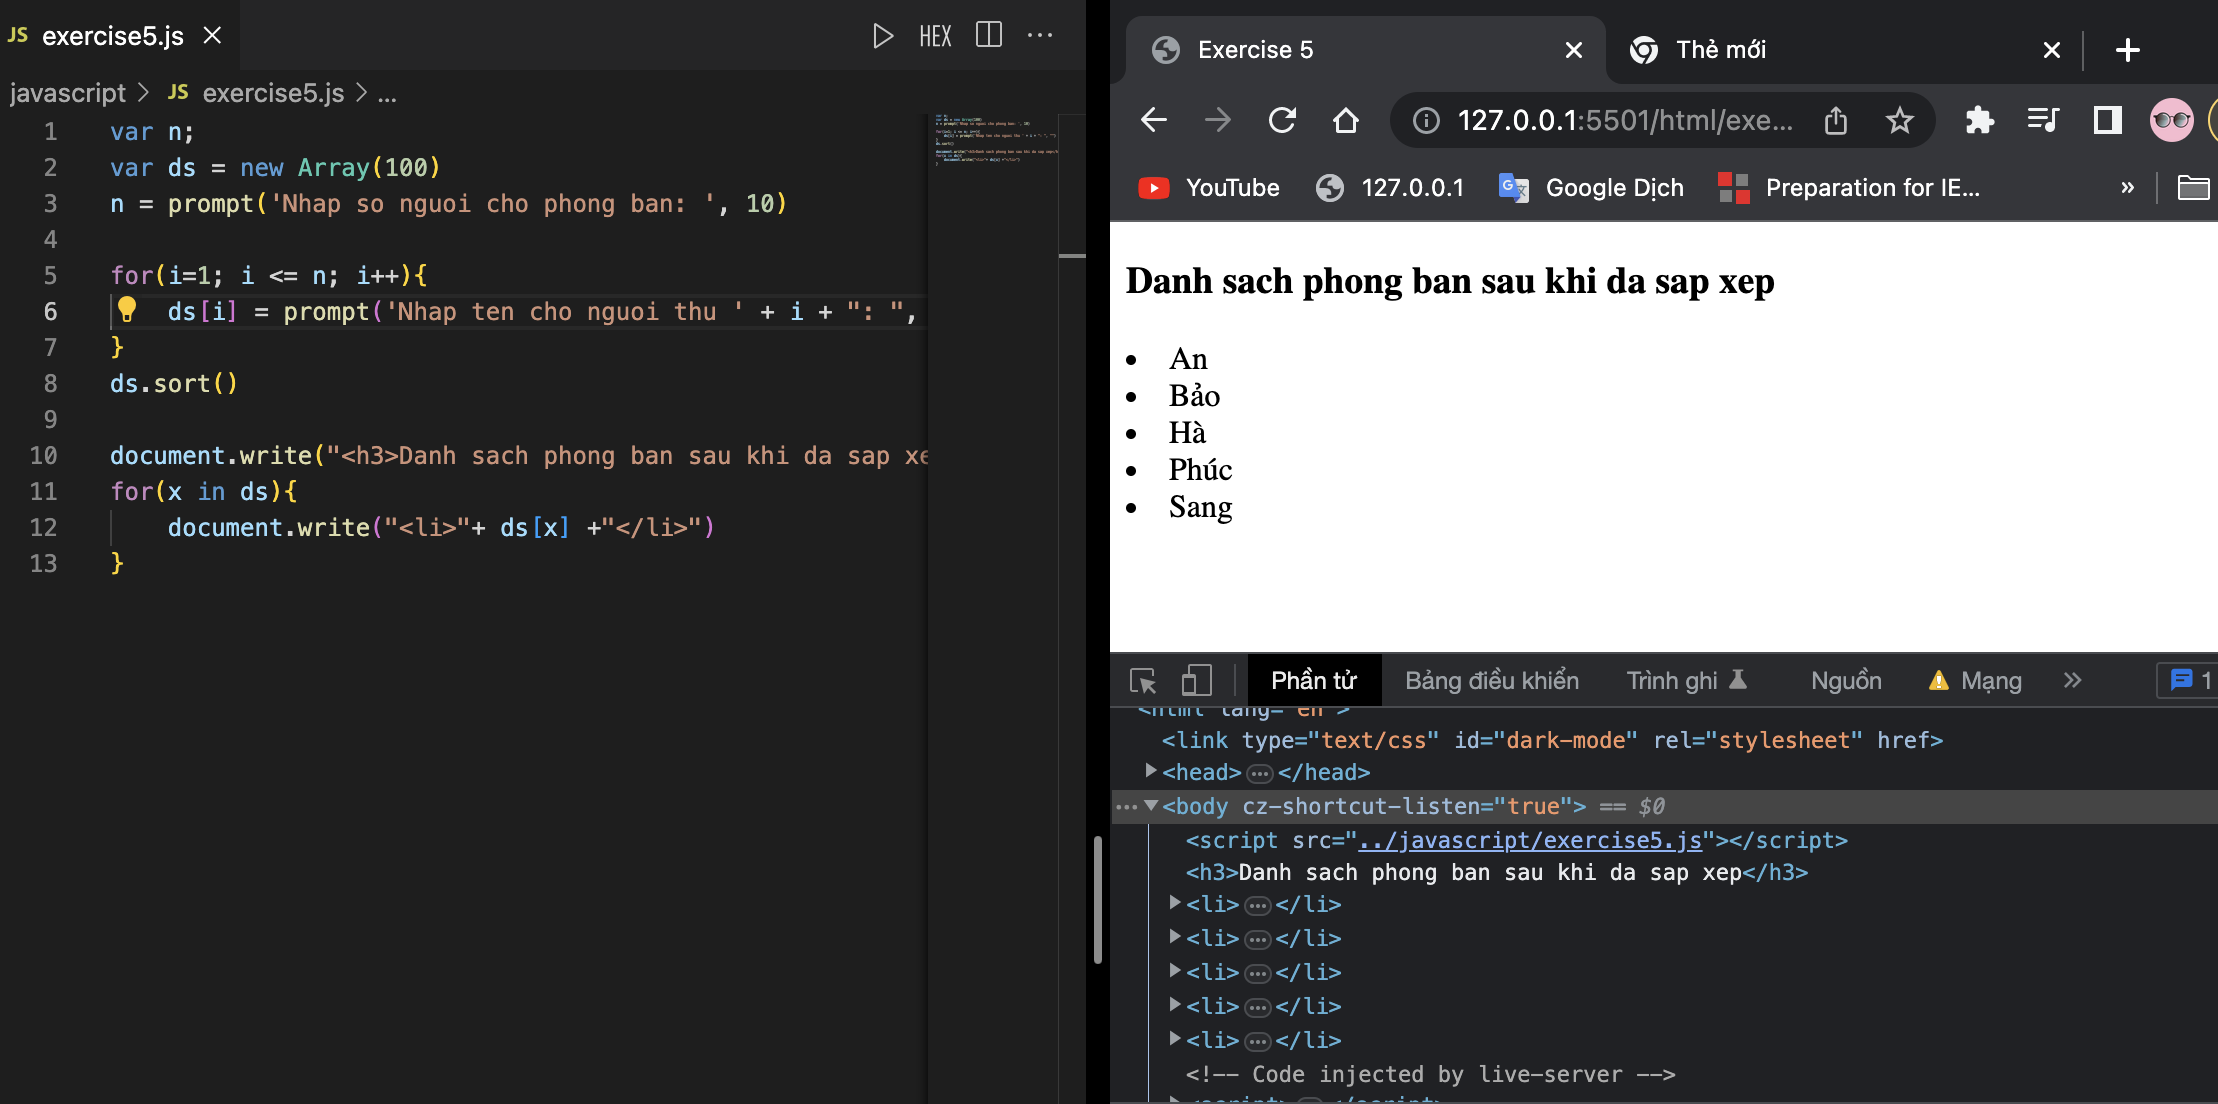 JS exercise5.js
HEX
javascript > JS exercise5.js > ...
1 var n;
2 var ds = new Array(100)
3 n = prompt('Nhap so nguoi cho phong ban: ', 10)
4
5 for(i=1; i <= n; i++){
6 ds[i] = prompt('Nhap ten cho nguoi thu ' + i + ": ",
7 }
8 ds.sort()
9
10 document.write("<h3>Danh sach phong ban sau khi da sap xe
11 for(x in ds){
12 document.write("<li>"+ ds[x] +"</li>")
13 }
Exercise 5
Thẻ mới
127.0.0.1:5501/html/exe...
YouTube
127.0.0.1
Google Dịch
Preparation for IE...
»
Danh sach phong ban sau khi da sap xep
• An
• Bảo
• Hà
• Phúc
• Sang
Phần tử
Bảng điều khiển
Trình ghi
Nguồn
Mạng
»
1
<html lang="en">
<link type="text/css" id="dark-mode" rel="stylesheet" href>
<head>…</head>
<body cz-shortcut-listen="true"> == $0
<script src="../javascript/exercise5.js"></script>
<h3>Danh sach phong ban sau khi da sap xep</h3>
<li>…</li>
<li>…</li>
<li>…</li>
<li>…</li>
<li>…</li>
<!-- Code injected by live-server -->
<script>…</script>